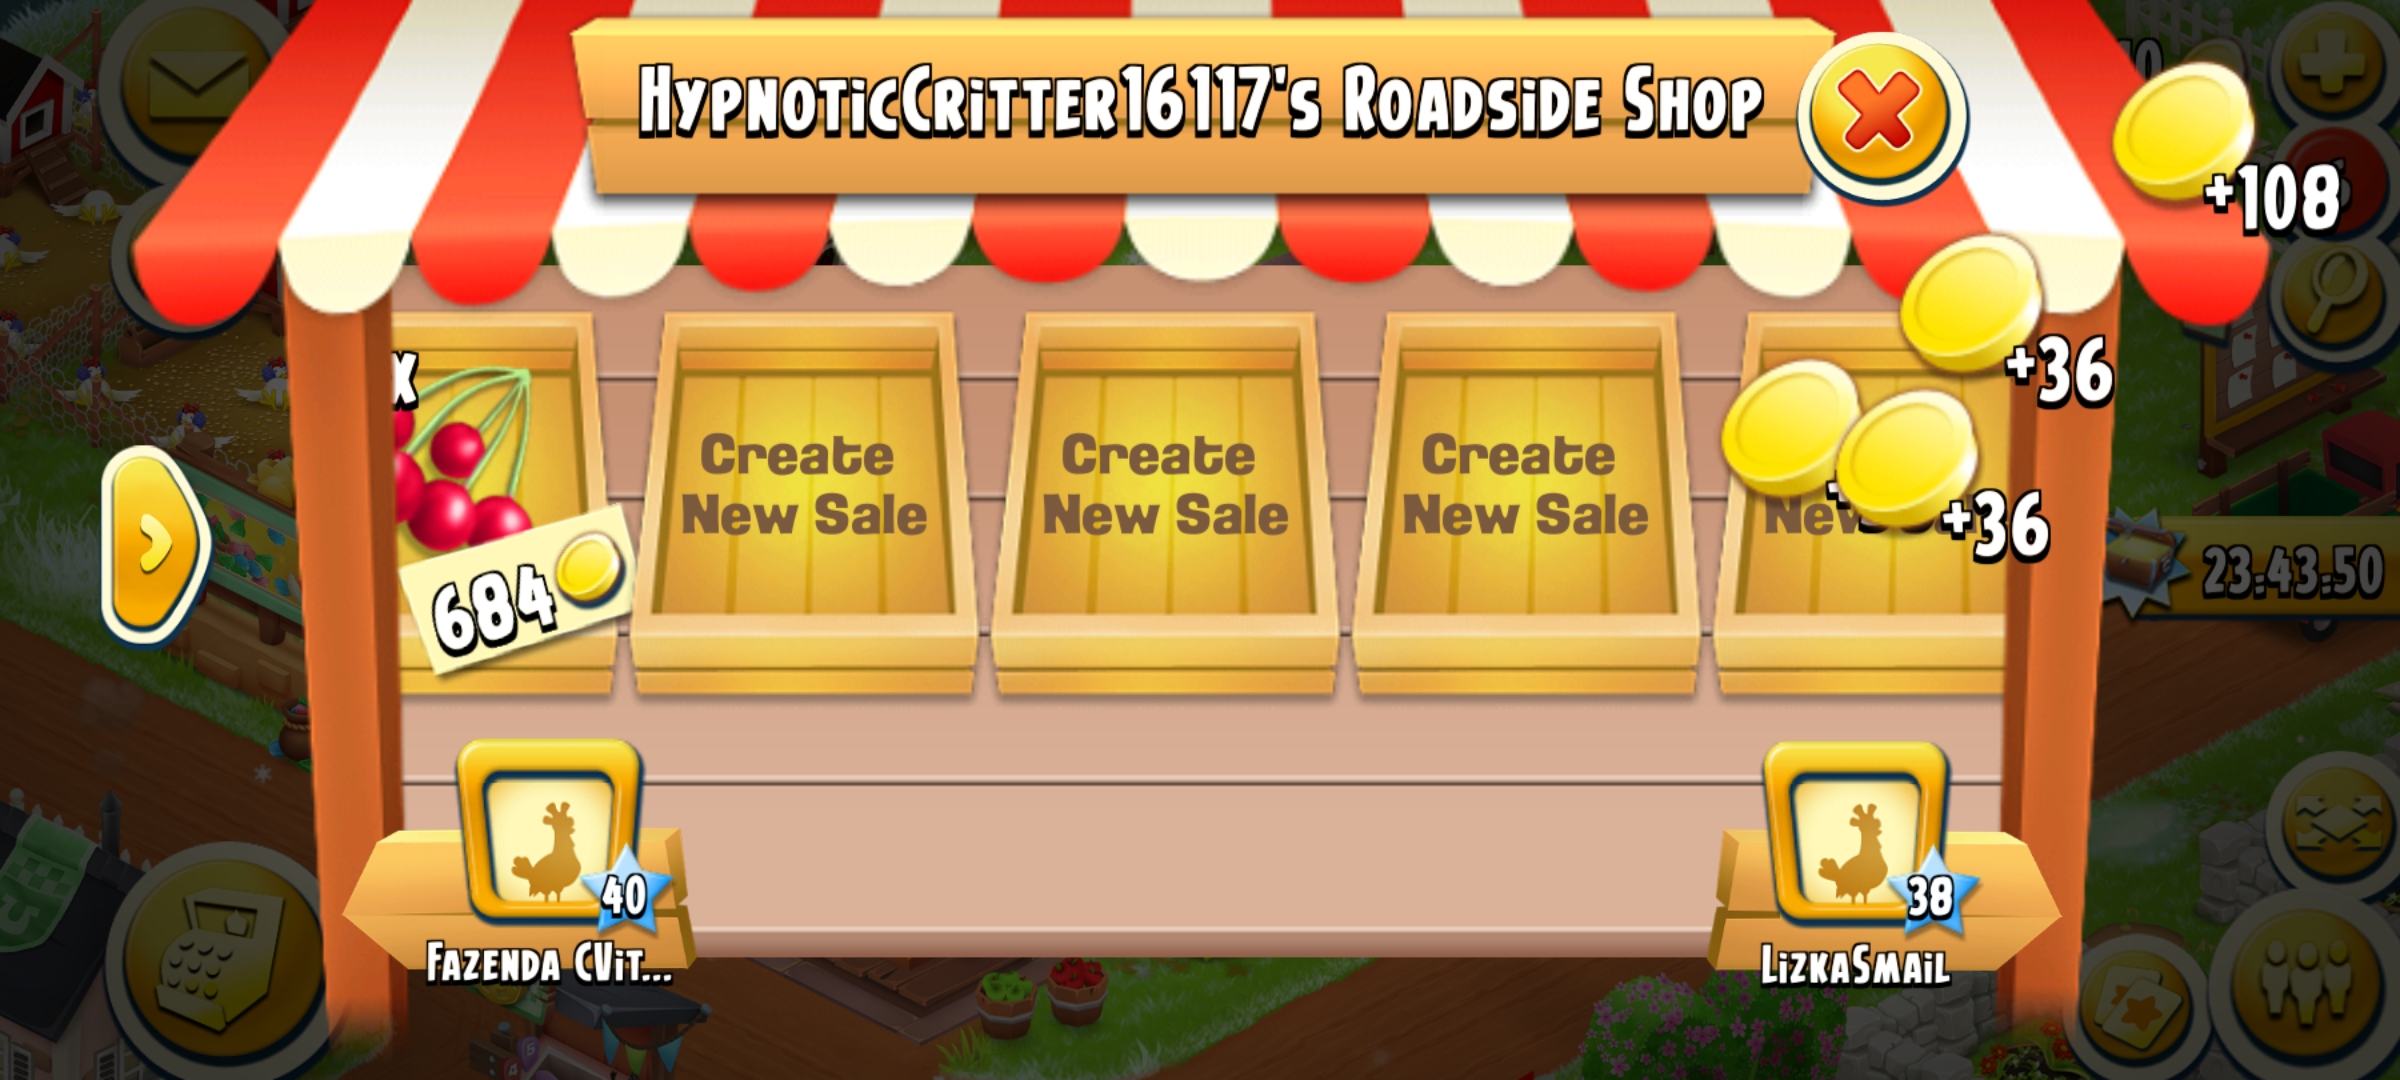 HypnoticCritter16117's Roadside Shop
+108
+36
x
Create
New Sale
Create
New Sale
Create
New Sale
+36
684
23:43:50
40
38
Fazenda CVit...
LizkaSmail